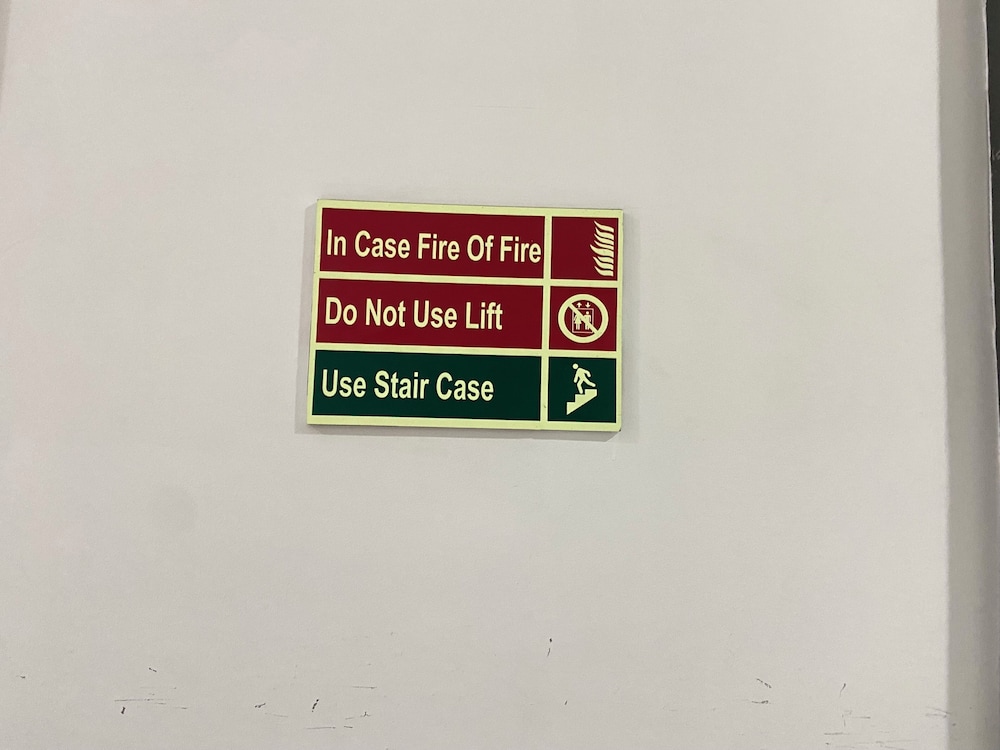 In Case Fire Of Fire
Do Not Use Lift
Use Stair Case